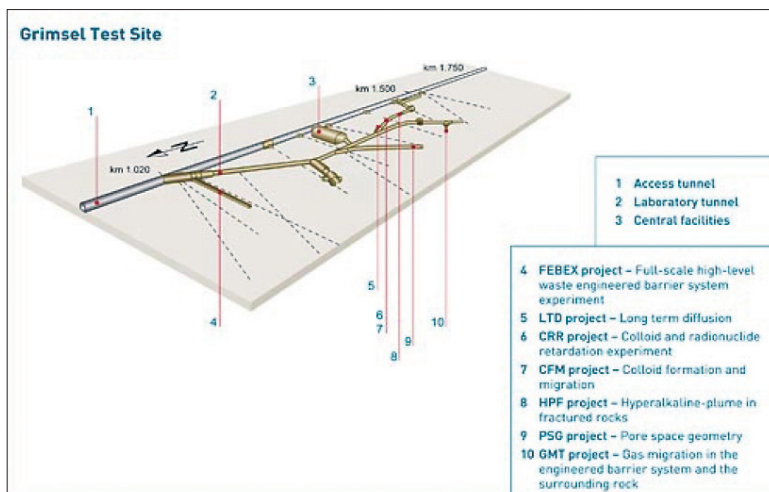 Grimsel Test Site
km 1.750
km 1.500
3
2
1
N
km 1.020
5
6
7
4
8
9
10
1 Access tunnel
2 Laboratory tunnel
3 Central facilities
4 FEBEX project – Full-scale high-level
waste engineered barrier system
experiment
5 LTD project – Long term diffusion
6 CRR project – Colloid and radionuclide
retardation experiment
7 CFM project – Colloid formation and
migration
8 HPF project – Hyperalkaline-plume in
fractured rocks
9 PSG project – Pore space geometry
10 GMT project – Gas migration in the
engineered barrier system and the
surrounding rock